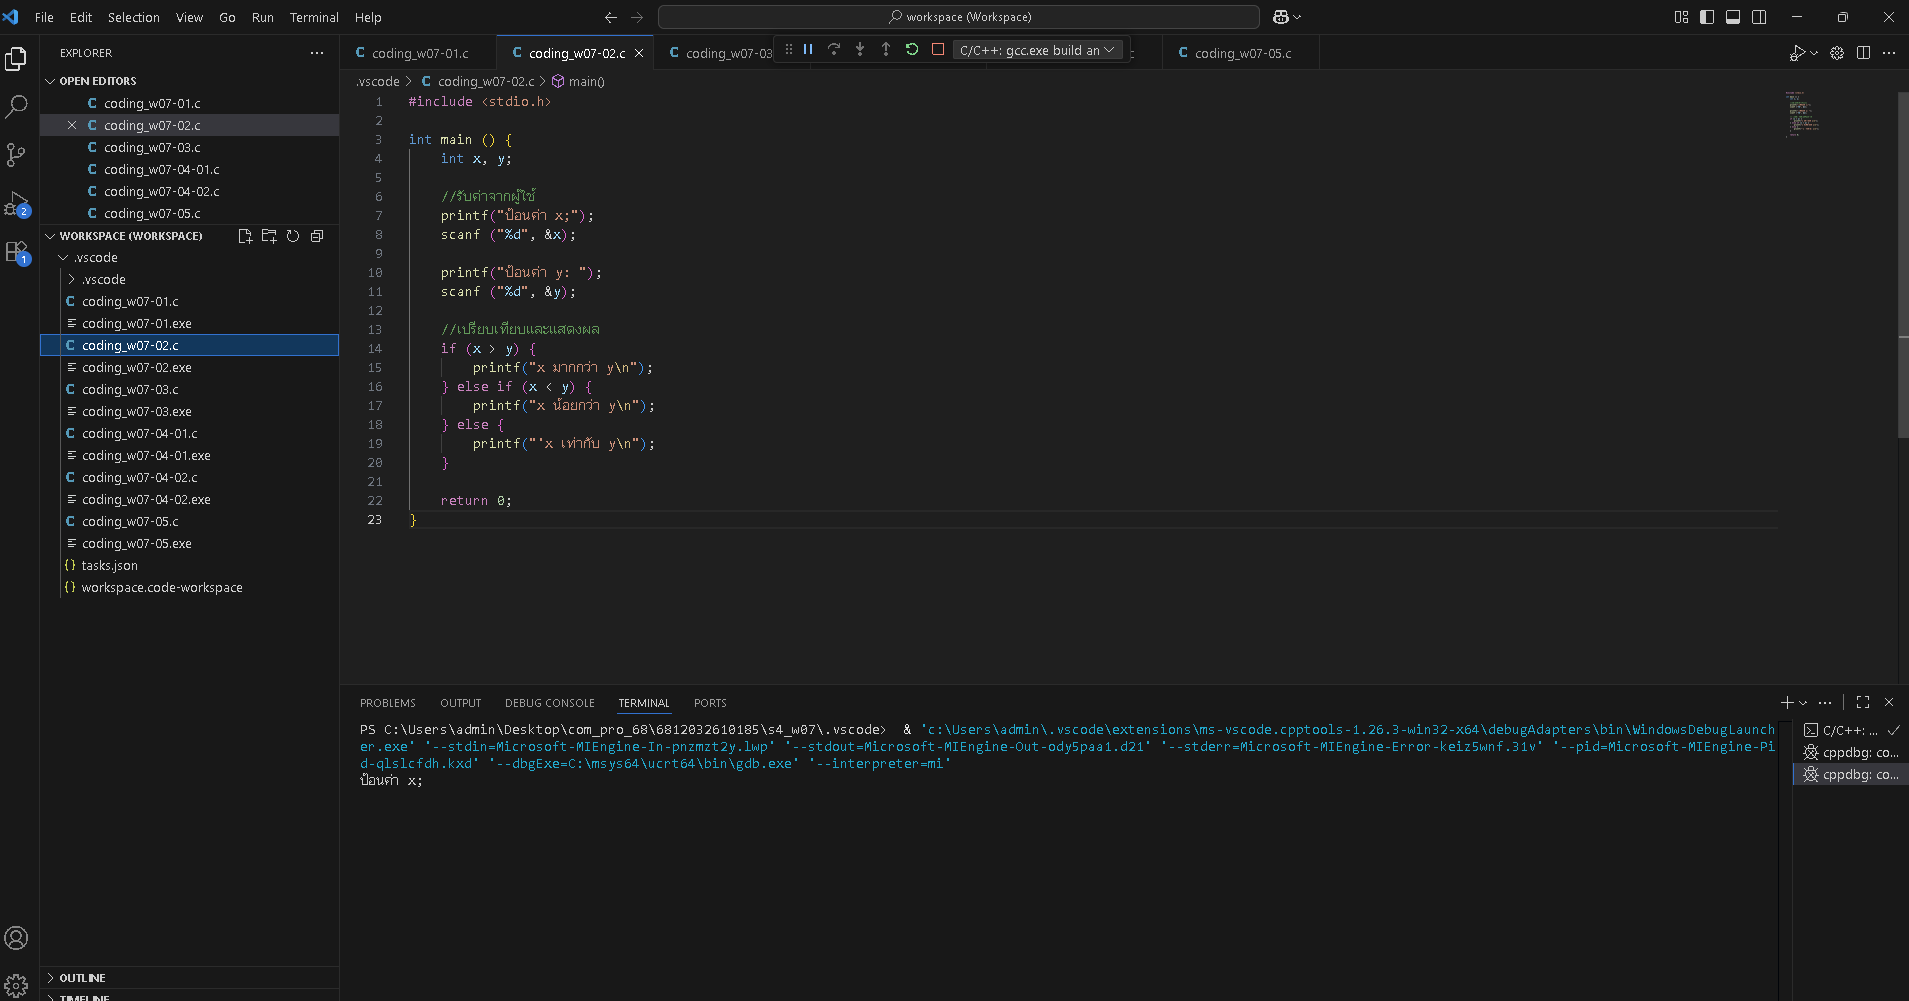 File Edit Selection View Go Run Terminal Help
workspace (Workspace)
EXPLORER
OPEN EDITORS
coding_w07-01.c
coding_w07-02.c
coding_w07-03.c
coding_w07-04-01.c
coding_w07-04-02.c
coding_w07-05.c
WORKSPACE (WORKSPACE)
.vscode
.vscode
coding_w07-01.c
coding_w07-01.exe
coding_w07-02.c
coding_w07-02.exe
coding_w07-03.c
coding_w07-03.exe
coding_w07-04-01.c
coding_w07-04-01.exe
coding_w07-04-02.c
coding_w07-04-02.exe
coding_w07-05.c
coding_w07-05.exe
tasks.json
workspace.code-workspace
OUTLINE
TIMELINE
2
1
coding_w07-01.c coding_w07-02.c coding_w07-03 C/C++: gcc.exe build an coding_w07-05.c
.vscode > coding_w07-02.c > main()
1 #include <stdio.h>
2
3 int main () {
4 int x, y;
5
6 //รับค่าจากผู้ใช้
7 printf("ป้อนค่า x;");
8 scanf ("%d", &x);
9
10 printf("ป้อนค่า y: ");
11 scanf ("%d", &y);
12
13 //เปรียบเทียบและแสดงผล
14 if (x > y) {
15 printf("x มากกว่า y\n");
16 } else if (x < y) {
17 printf("x น้อยกว่า y\n");
18 } else {
19 printf("'x เท่ากับ y\n");
20 }
21
22 return 0;
23 }
PROBLEMS OUTPUT DEBUG CONSOLE TERMINAL PORTS
PS C:\Users\admin\Desktop\com_pro_68\6812032610185\s4_w07\.vscode> & 'c:\Users\admin\.vscode\extensions\ms-vscode.cpptools-1.26.3-win32-x64\debugAdapters\bin\WindowsDebugLaunch
er.exe' '--stdin=Microsoft-MIEngine-In-pnzmzt2y.lwp' '--stdout=Microsoft-MIEngine-Out-ody5paa1.d21' '--stderr=Microsoft-MIEngine-Error-keiz5wnf.31v' '--pid=Microsoft-MIEngine-Pi
d-qlslcfdh.kxd' '--dbgExe=C:\msys64\ucrt64\bin\gdb.exe' '--interpreter=mi'
ป้อนค่า x;
C/C++: ...
cppdbg: co...
cppdbg: co...